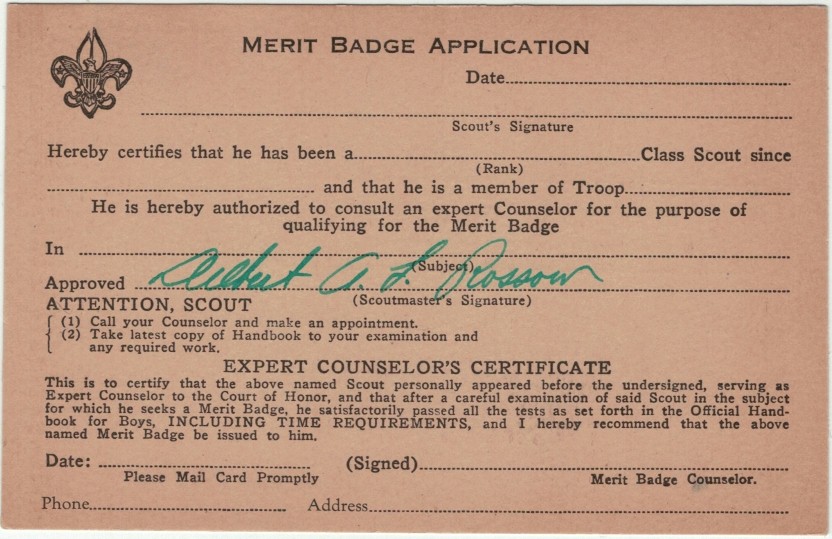 MERIT BADGE APPLICATION
Date
Scout's Signature
Hereby certifies that he has been a Class Scout since
(Rank)
and that he is a member of Troop
He is hereby authorized to consult an expert Counselor for the purpose of
qualifying for the Merit Badge
In
(Subject)
Approved Delbert A. L. Rossow
(Scoutmaster's Signature)
ATTENTION, SCOUT
(1) Call your Counselor and make an appointment.
(2) Take latest copy of Handbook to your examination and
any required work.
EXPERT COUNSELOR'S CERTIFICATE
This is to certify that the above named Scout personally appeared before the undersigned, serving as
Expert Counselor to the Court of Honor, and that after a careful examination of said Scout in the subject
for which he seeks a Merit Badge, he satisfactorily passed all the tests as set forth in the Official Hand-
book for Boys, INCLUDING TIME REQUIREMENTS, and I hereby recommend that the above
named Merit Badge be issued to him.
Date: (Signed)
Please Mail Card Promptly Merit Badge Counselor.
Phone Address